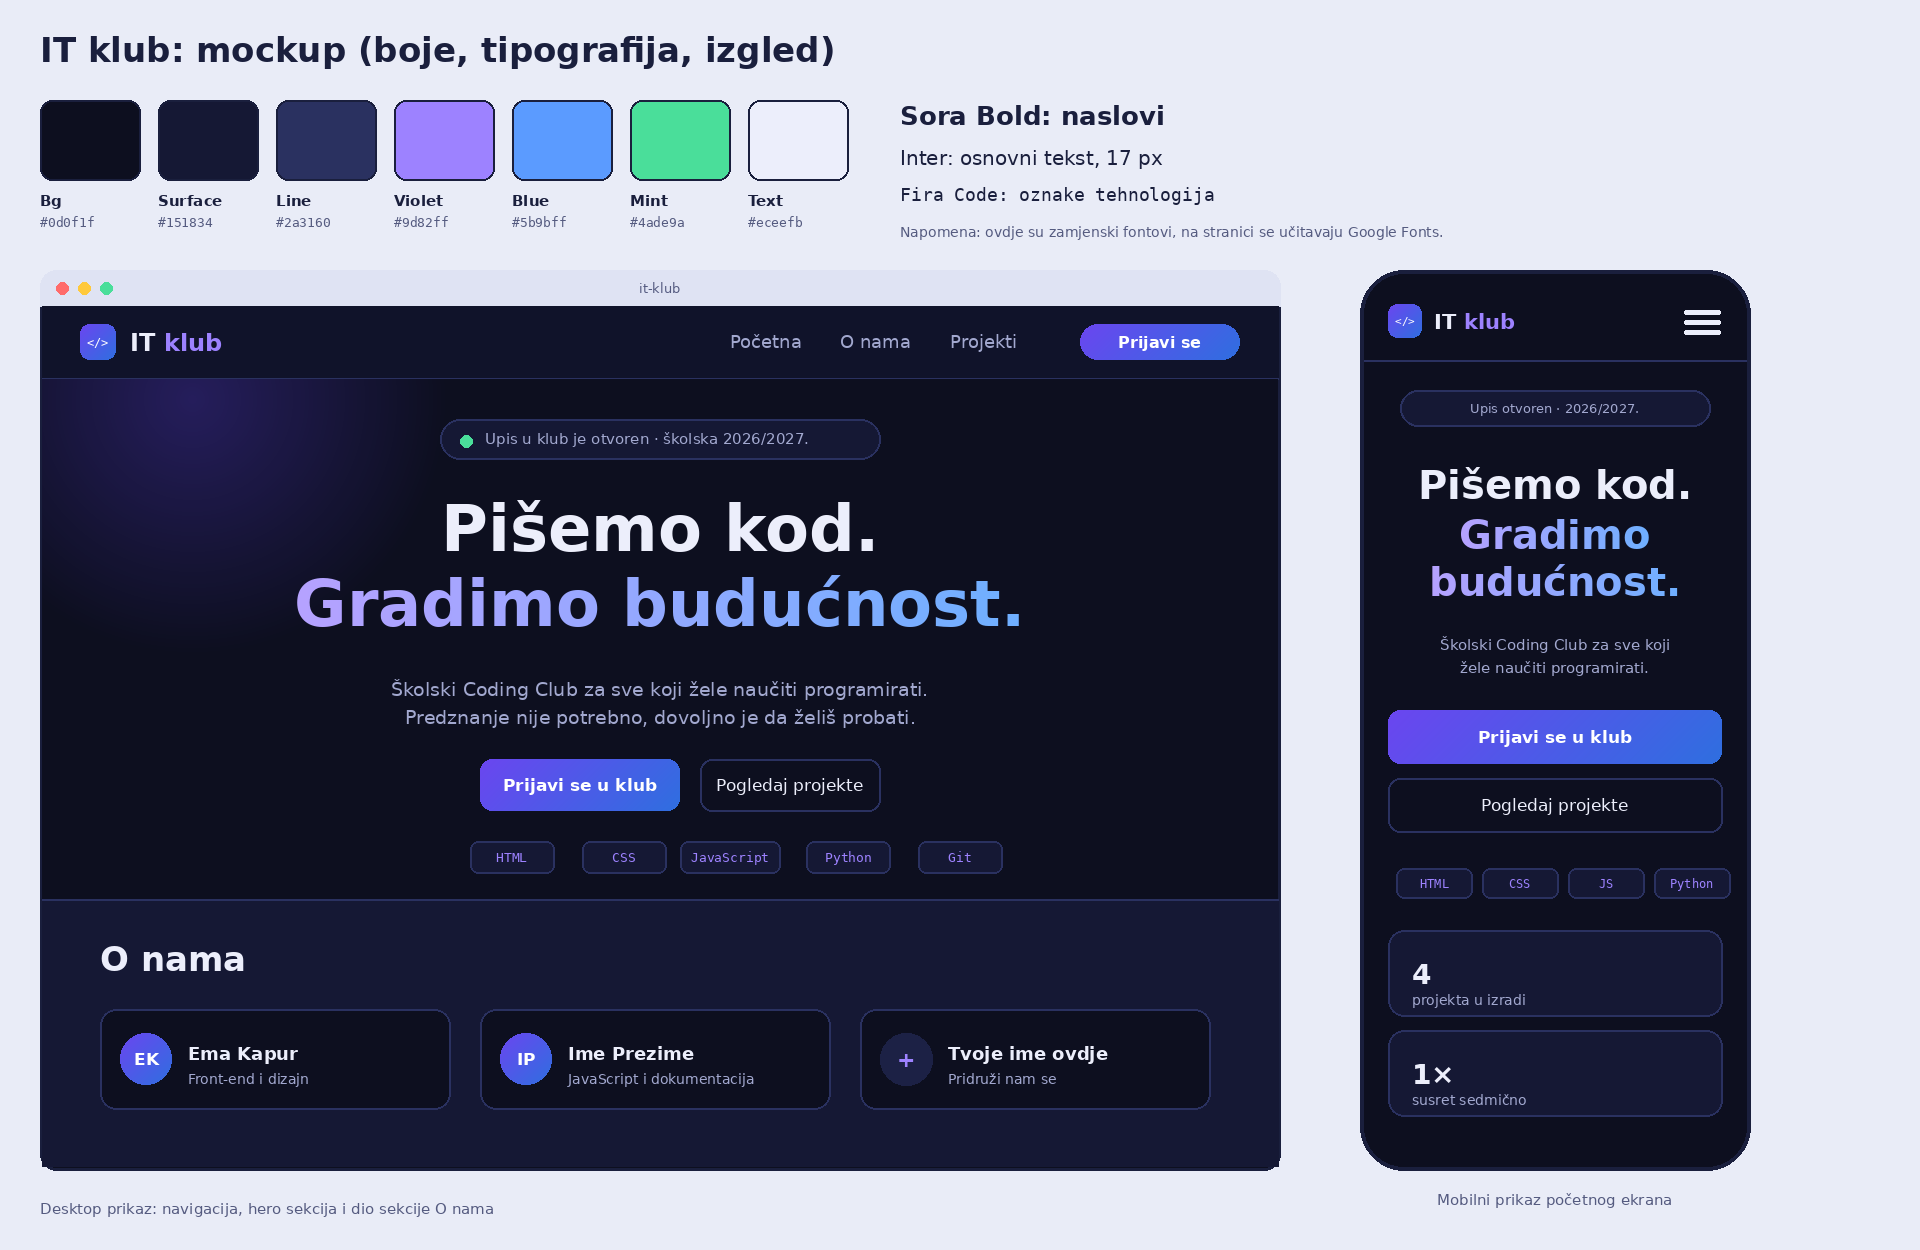 IT klub: mockup (boje, tipografija, izgled)
Bg
#0d0f1f
Surface
#151834
Line
#2a3160
Violet
#9d82ff
Blue
#5b9bff
Mint
#4ade9a
Text
#eceefb
Sora Bold: naslovi
Inter: osnovni tekst, 17 px
Fira Code: oznake tehnologija
Napomena: ovdje su zamjenski fontovi, na stranici se učitavaju Google Fonts.
it-klub
</> IT klub
Početna O nama Projekti Prijavi se
Upis u klub je otvoren · školska 2026/2027.
Pišemo kod.
Gradimo budućnost.
Školski Coding Club za sve koji žele naučiti programirati.
Predznanje nije potrebno, dovoljno je da želiš probati.
Prijavi se u klub Pogledaj projekte
HTML CSS JavaScript Python Git
O nama
EK
Ema Kapur
Front-end i dizajn
IP
Ime Prezime
JavaScript i dokumentacija
+
Tvoje ime ovdje
Pridruži nam se
Desktop prikaz: navigacija, hero sekcija i dio sekcije O nama
</> IT klub
Upis otvoren · 2026/2027.
Pišemo kod.
Gradimo
budućnost.
Školski Coding Club za sve koji
žele naučiti programirati.
Prijavi se u klub
Pogledaj projekte
HTML CSS JS Python
4
projekta u izradi
1×
susret sedmično
Mobilni prikaz početnog ekrana